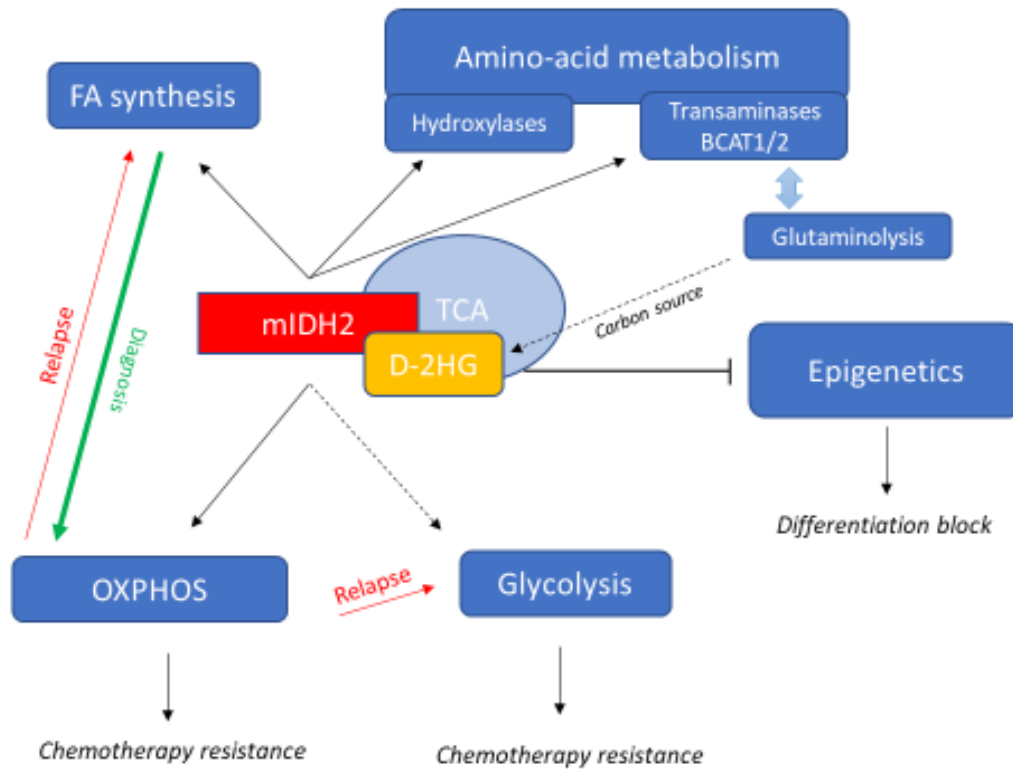 Amino-acid metabolism
FA synthesis
Hydroxylases
Transaminases
BCAT1/2
Glutaminolysis
Relapse
Diagnosis
Carbon source
TCA
mIDH2
D-2HG
Epigenetics
Differentiation block
OXPHOS
Relapse
Glycolysis
Chemotherapy resistance
Chemotherapy resistance